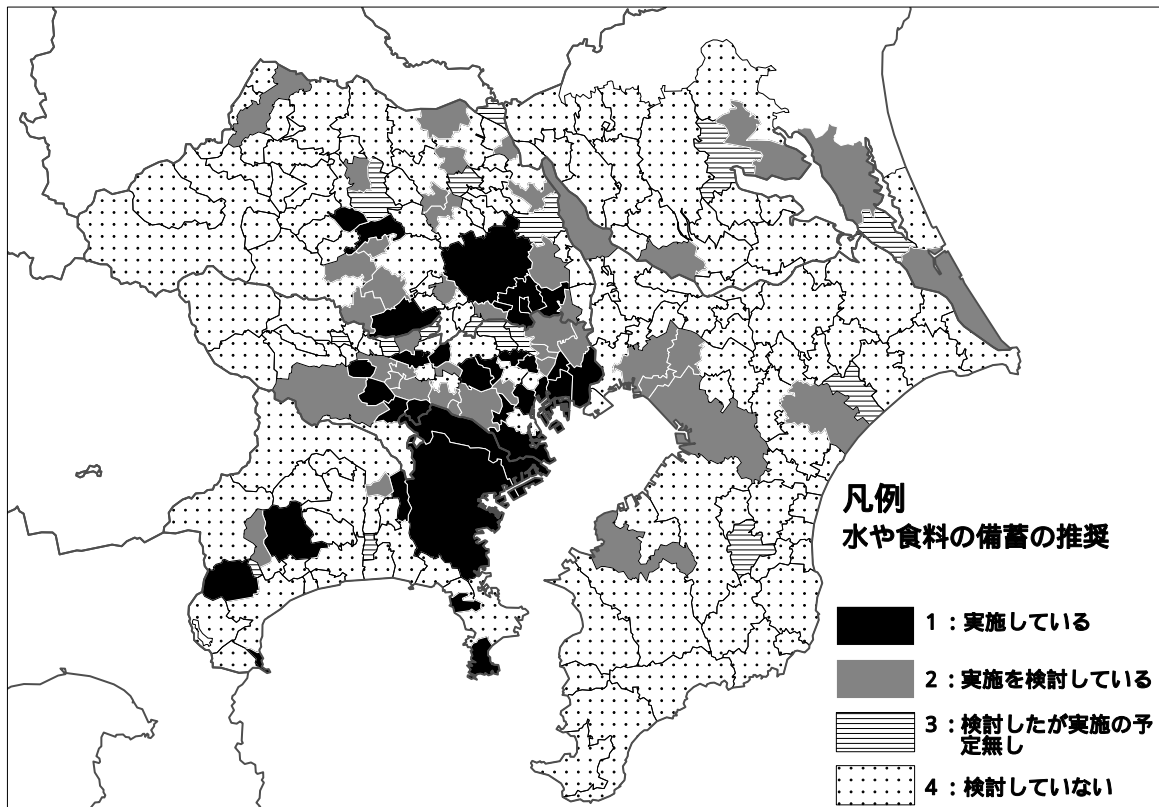 凡例
水や食料の備蓄の推奨
1：実施している
2：実施を検討している
3：検討したが実施の予
定無し
4：検討していない